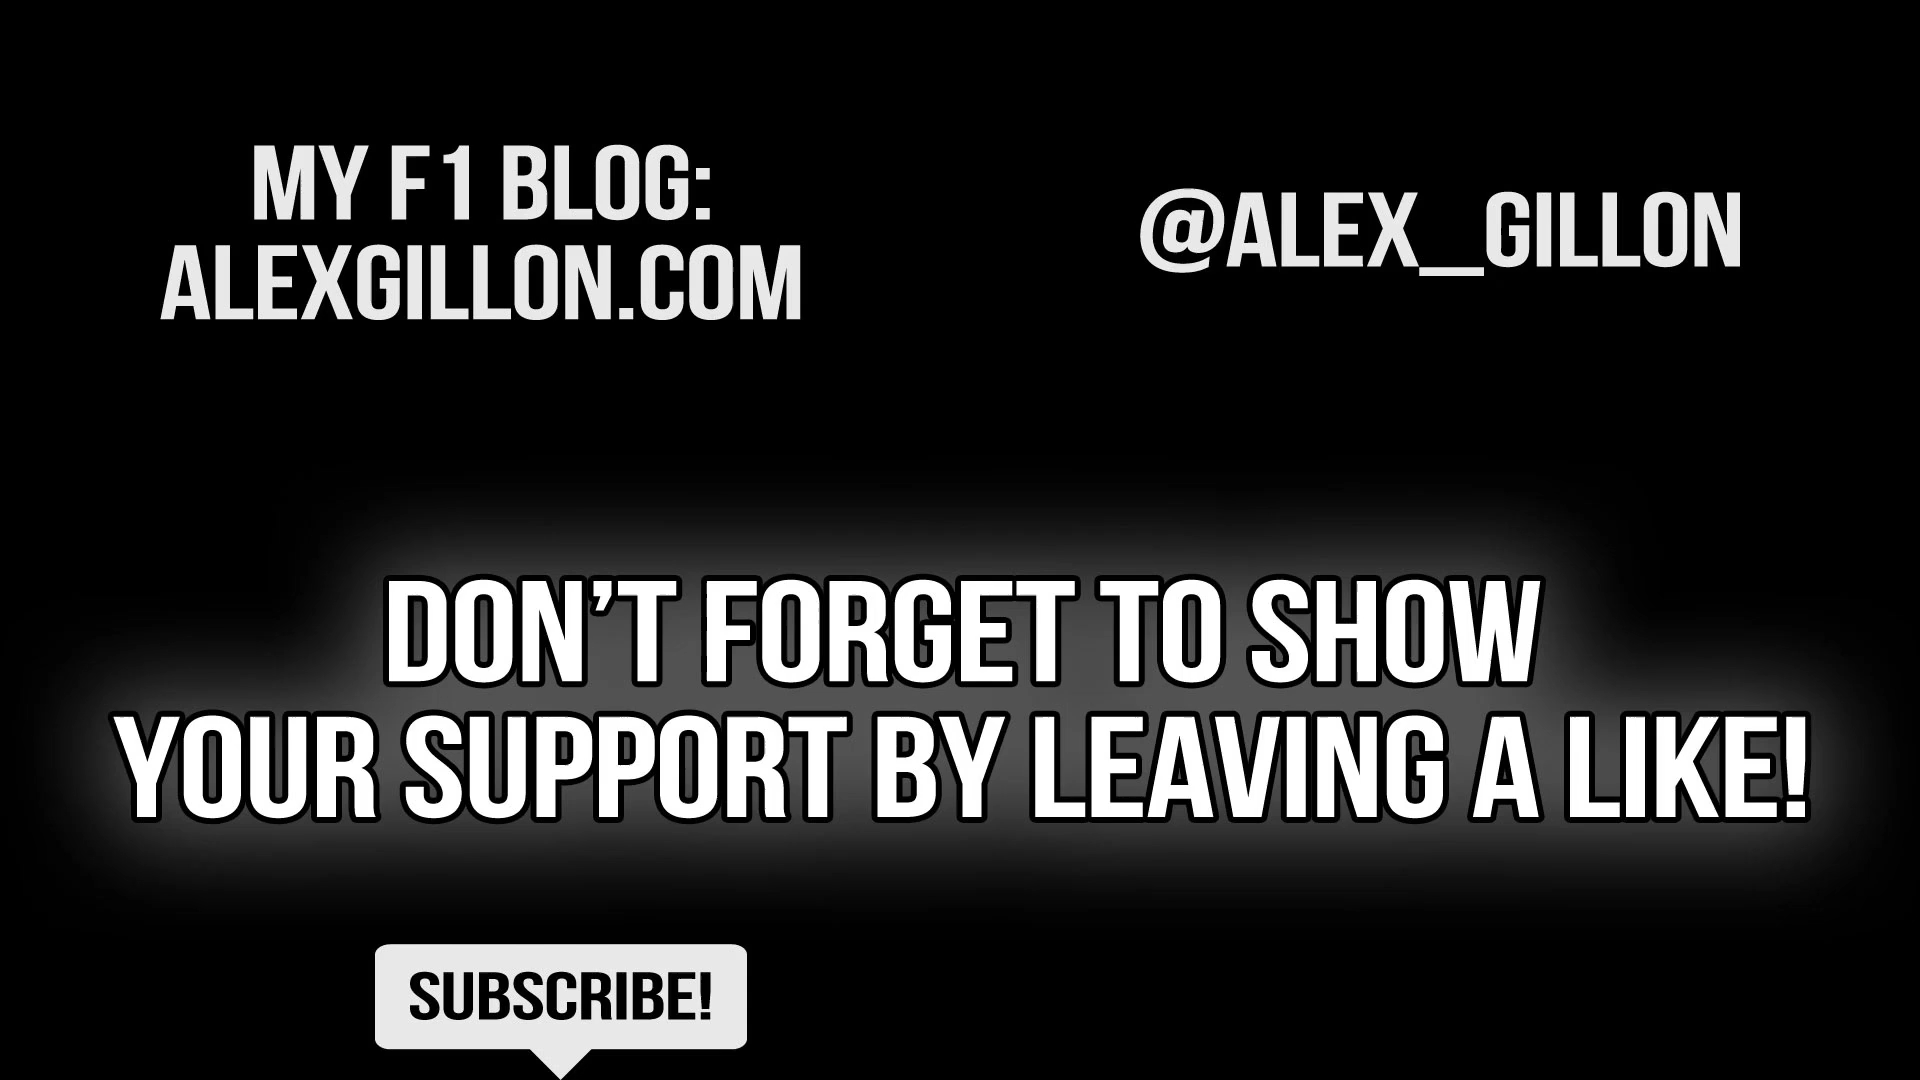 MY F1 BLOG:
ALEXGILLON.COM
@ALEX_GILLON
DON'T FORGET TO SHOW
YOUR SUPPORT BY LEAVING A LIKE!
SUBSCRIBE!